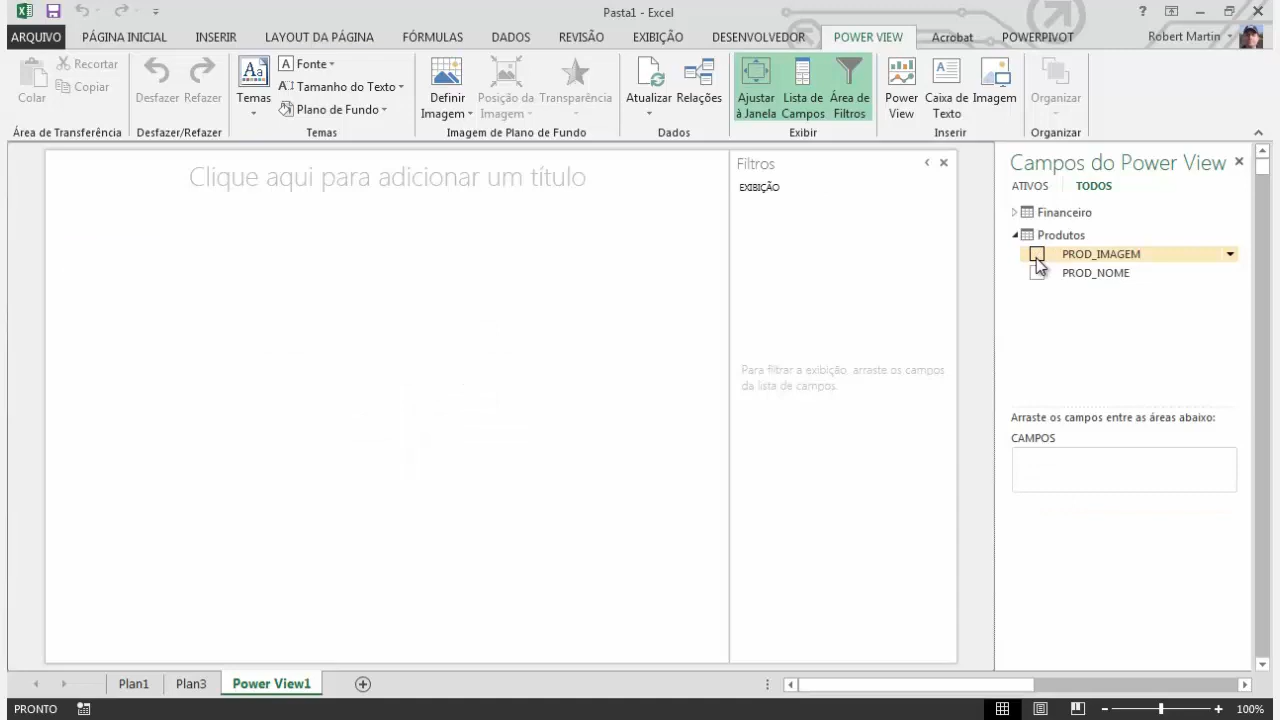 Pasta1 - Excel
?
ARQUIVO PÁGINA INICIAL INSERIR LAYOUT DA PÁGINA FÓRMULAS DADOS REVISÃO EXIBIÇÃO DESENVOLVEDOR POWER VIEW Acrobat POWERPIVOT Robert Martin
Recortar
Copiar
Colar
Área de Transferência
Desfazer Refazer
Desfazer/Refazer
Temas
Fonte
Tamanho do Texto
Plano de Fundo
Temas
Definir Imagem
Posição da Imagem
Transparência
Imagem de Plano de Fundo
Atualizar Relações
Dados
Ajustar à Janela
Lista de Campos
Área de Filtros
Exibir
Power View
Caixa de Texto
Imagem
Inserir
Organizar
Organizar
Clique aqui para adicionar um título
Filtros
EXIBIÇÃO
Para filtrar a exibição, arraste os campos
da lista de campos.
Campos do Power View
ATIVOS TODOS
Financeiro
Produtos
PROD_IMAGEM
PROD_NOME
Arraste os campos entre as áreas abaixo:
CAMPOS
Plan1 Plan3 Power View1
PRONTO
100%